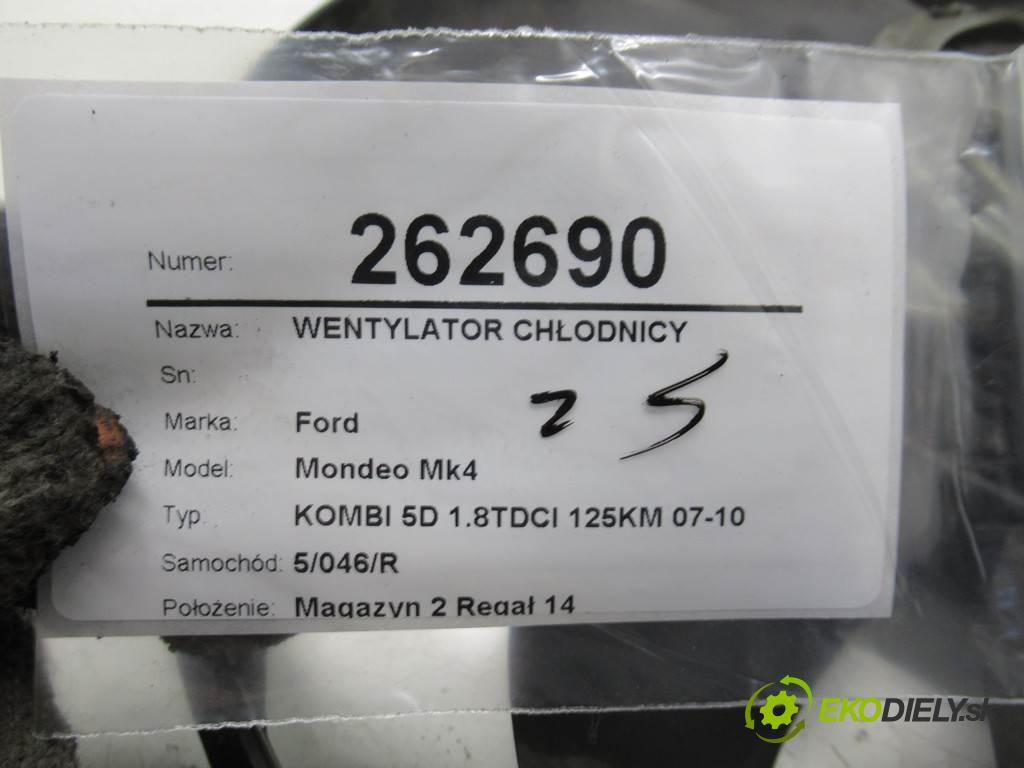 Numer: 262690
Nazwa: WENTYLATOR CHŁODNICY
Sn:
25
Marka: Ford
Model: Mondeo Mk4
Typ KOMBI 5D 1.8TDCI 125KM 07-10
Samochód: 5/046/R
Położenie: Magazyn 2 Regał 14
EKODIELY.sk